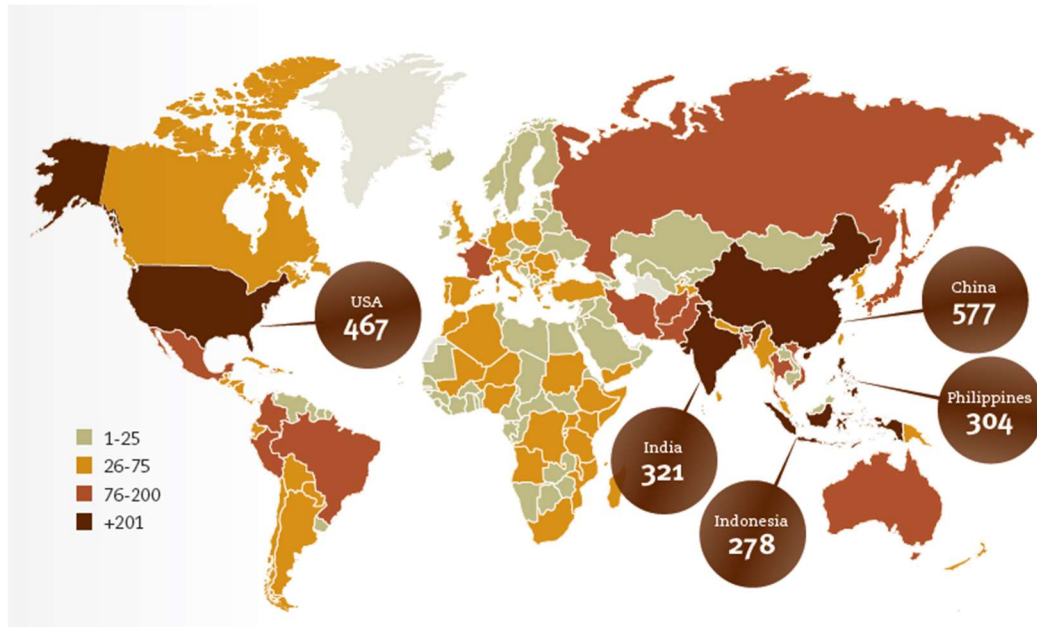 USA
467
China
577
Philippines
304
India
321
Indonesia
278
1-25
26-75
76-200
+201